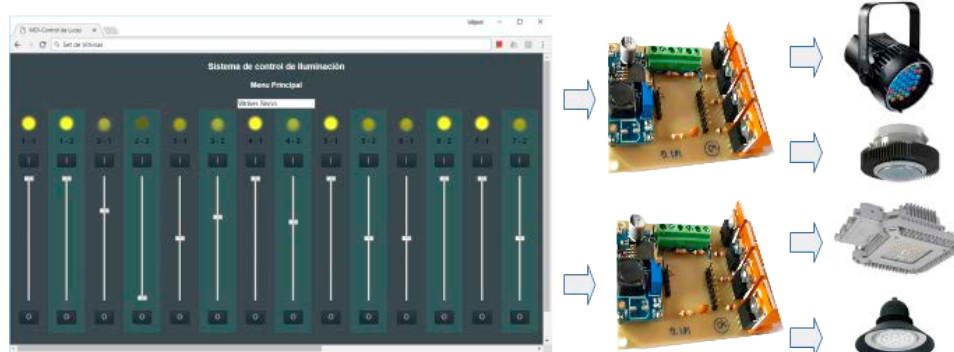 MDI-Control de Luces
Set de Vitrinas
Sistema de control de Iluminación
Menu Principal
1 - 1
1 - 2
2 - 1
2 - 2
3 - 1
3 - 2
4 - 1
4 - 2
5 - 1
5 - 2
6 - 1
6 - 2
7 - 1
7 - 2
I I I I I I I I I I I I I I
O O O O O O O O O O O O O O